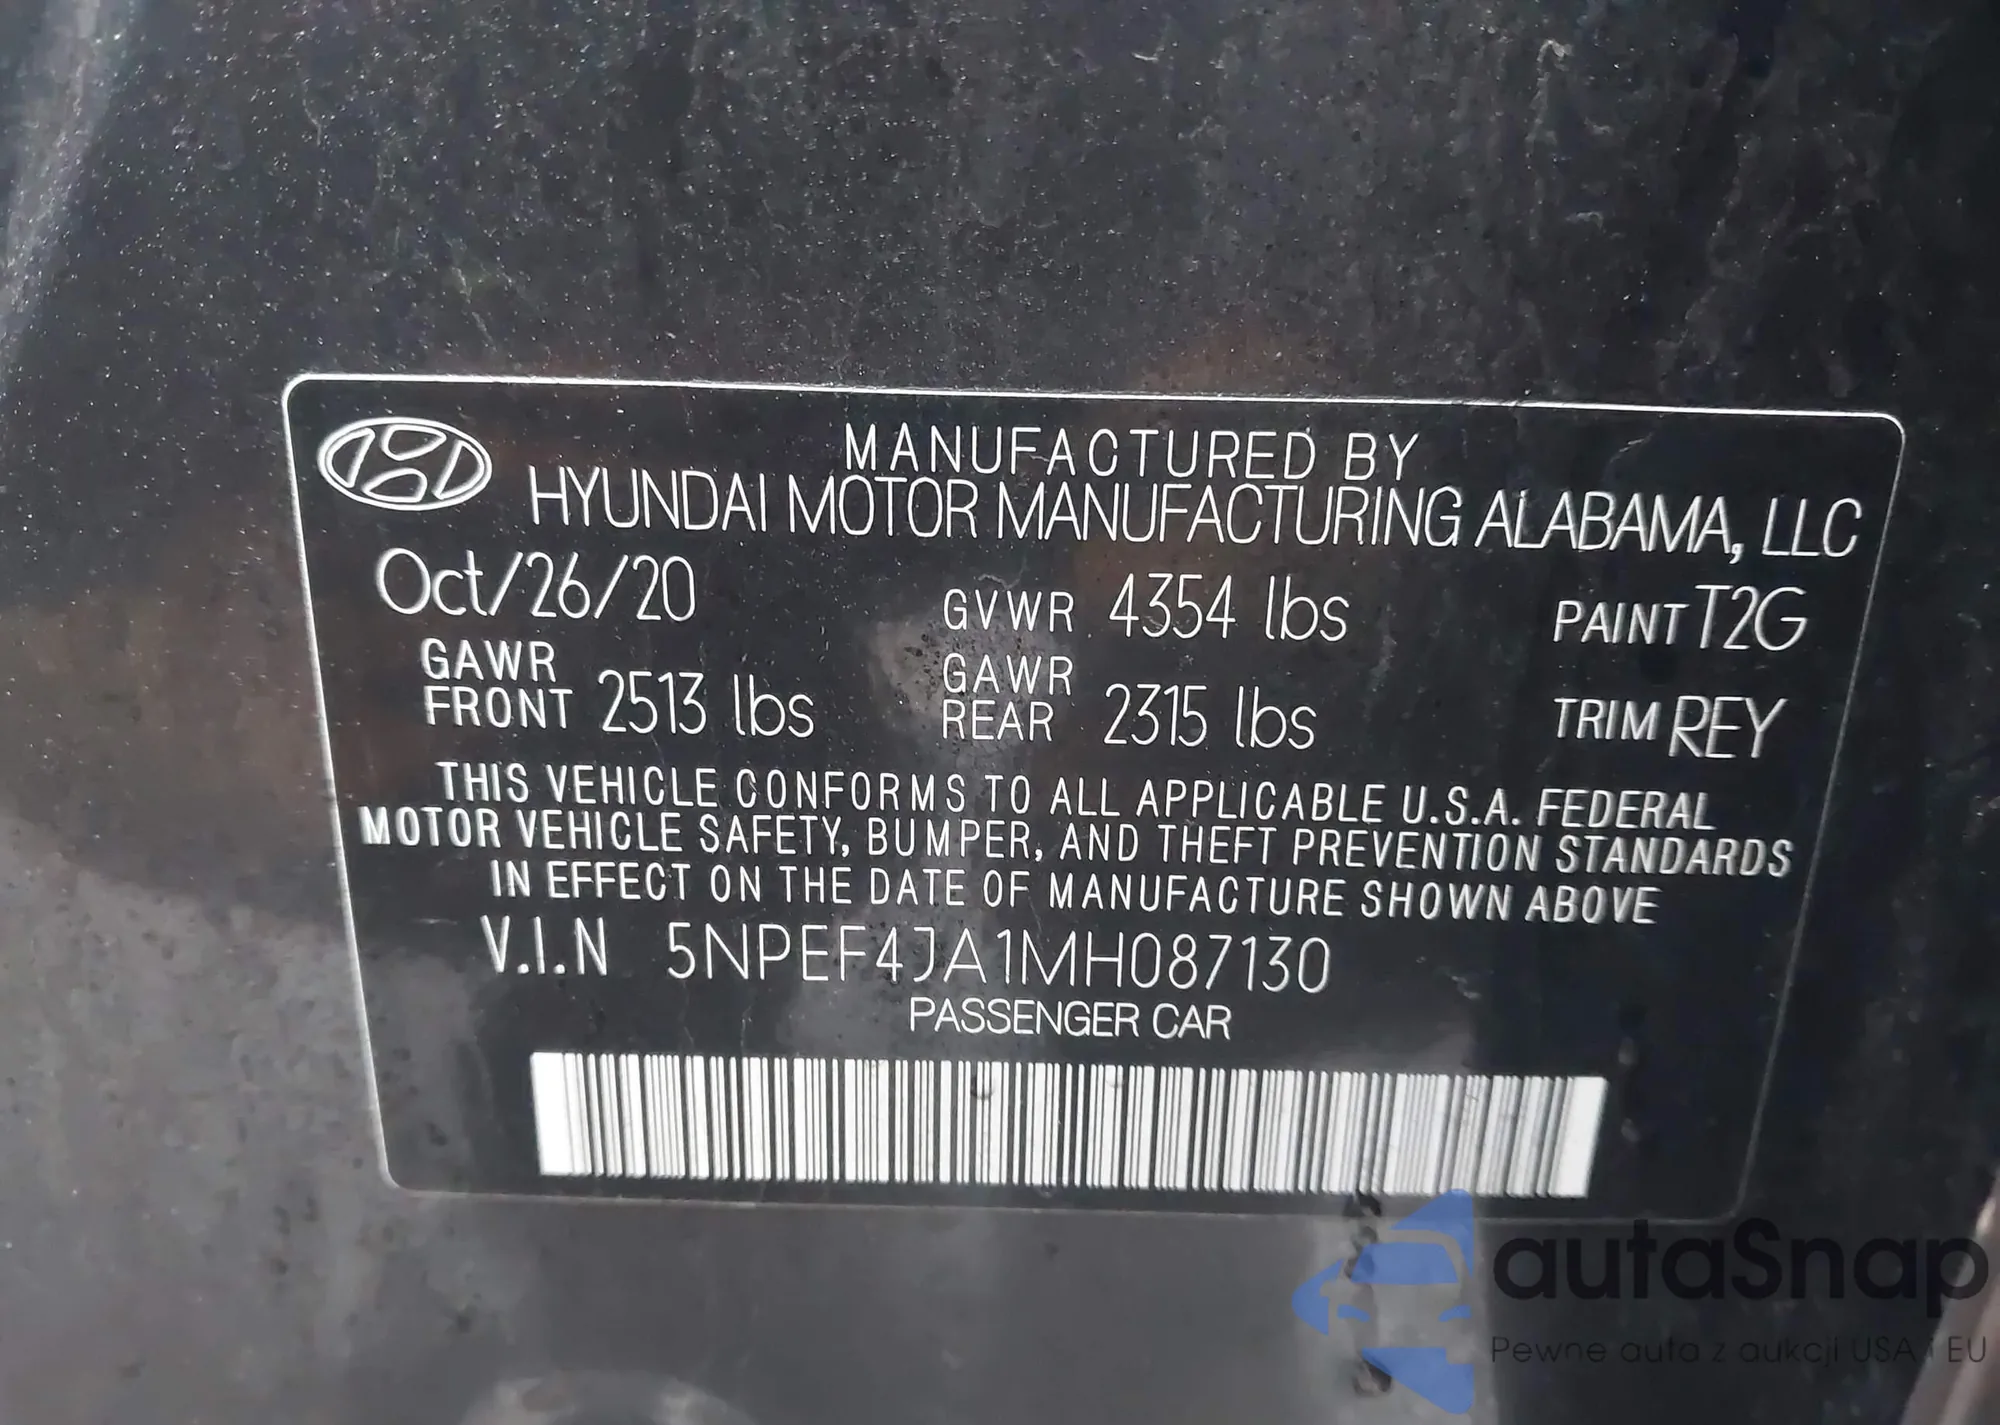 MANUFACTURED BY
HYUNDAI MOTOR MANUFACTURING ALABAMA, LLC
Oct/26/20 GVWR 4354 lbs PAINT T2G
GAWR FRONT 2513 lbs GAWR REAR 2315 lbs TRIM REY
THIS VEHICLE CONFORMS TO ALL APPLICABLE U.S.A. FEDERAL
MOTOR VEHICLE SAFETY, BUMPER, AND THEFT PREVENTION STANDARDS
IN EFFECT ON THE DATE OF MANUFACTURE SHOWN ABOVE
V.I.N 5NPEF4JA1MH087130
PASSENGER CAR
autaSnap
Pewne auta z aukcji USA i EU